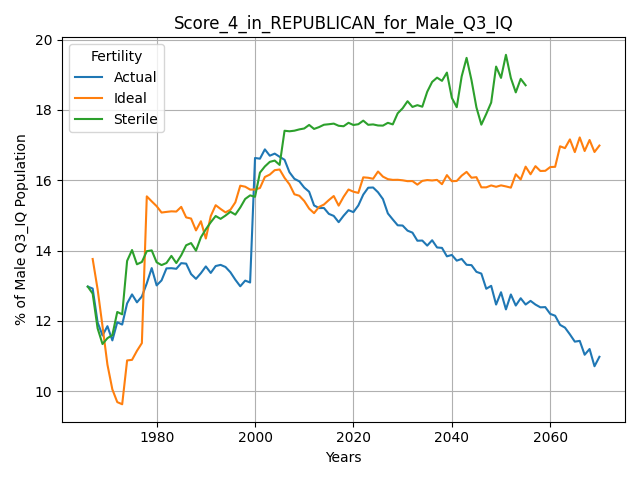 Score_4_in_REPUBLICAN_for_Male_Q3_IQ
Fertility
Actual
Ideal
Sterile
% of Male Q3_IQ Population
20
18
16
14
12
10
1980
2000
2020
2040
2060
Years